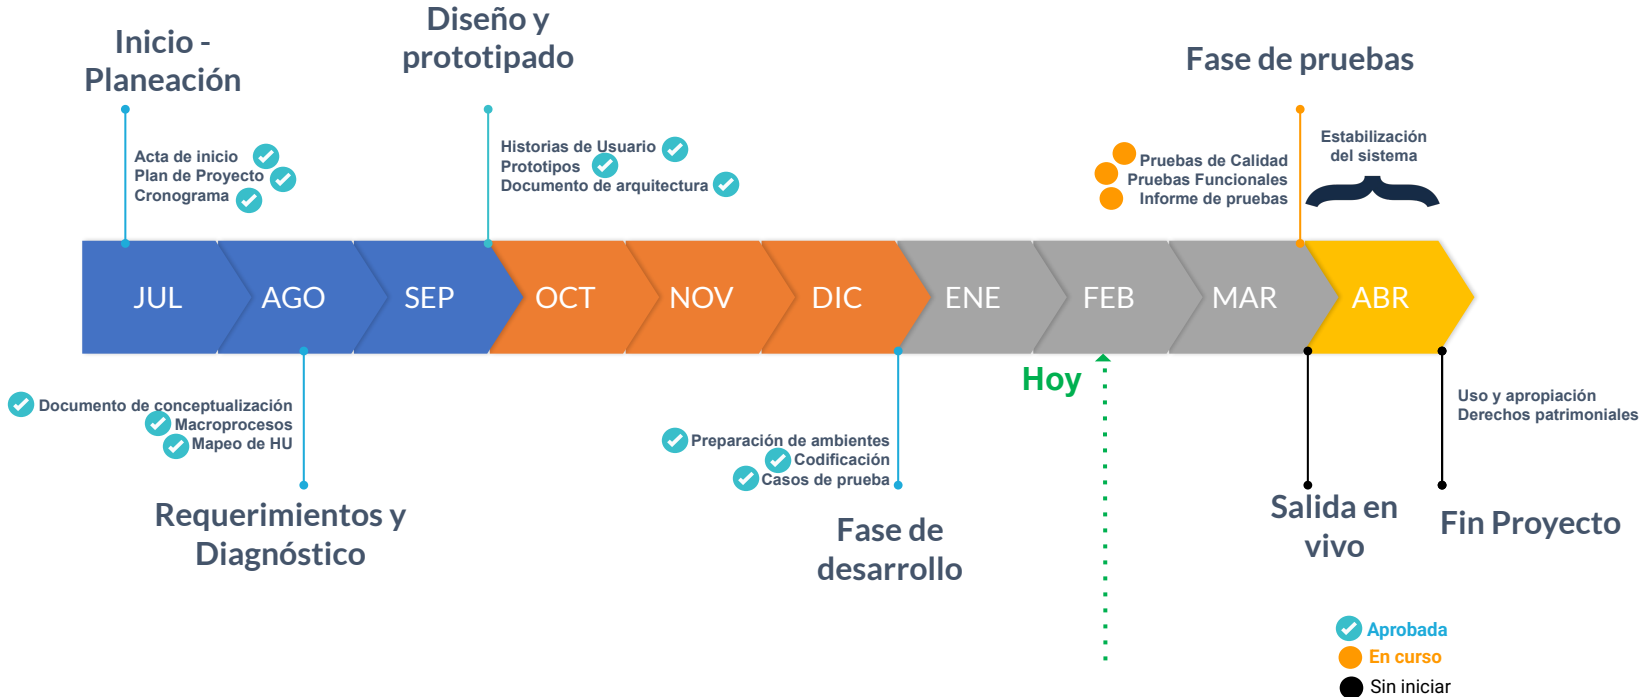 Inicio -
Planeación
Diseño y
prototipado
Fase de pruebas
Acta de inicio
Plan de Proyecto
Cronograma
Historias de Usuario
Prototipos
Documento de arquitectura
Pruebas de Calidad
Pruebas Funcionales
Informe de pruebas
Estabilización
del sistema
JUL AGO SEP OCT NOV DIC ENE FEB MAR ABR
Hoy
Documento de conceptualización
Macroprocesos
Mapeo de HU
Requerimientos y
Diagnóstico
Preparación de ambientes
Codificación
Casos de prueba
Fase de
desarrollo
Salida en
vivo
Uso y apropiación
Derechos patrimoniales
Fin Proyecto
Aprobada
En curso
Sin iniciar